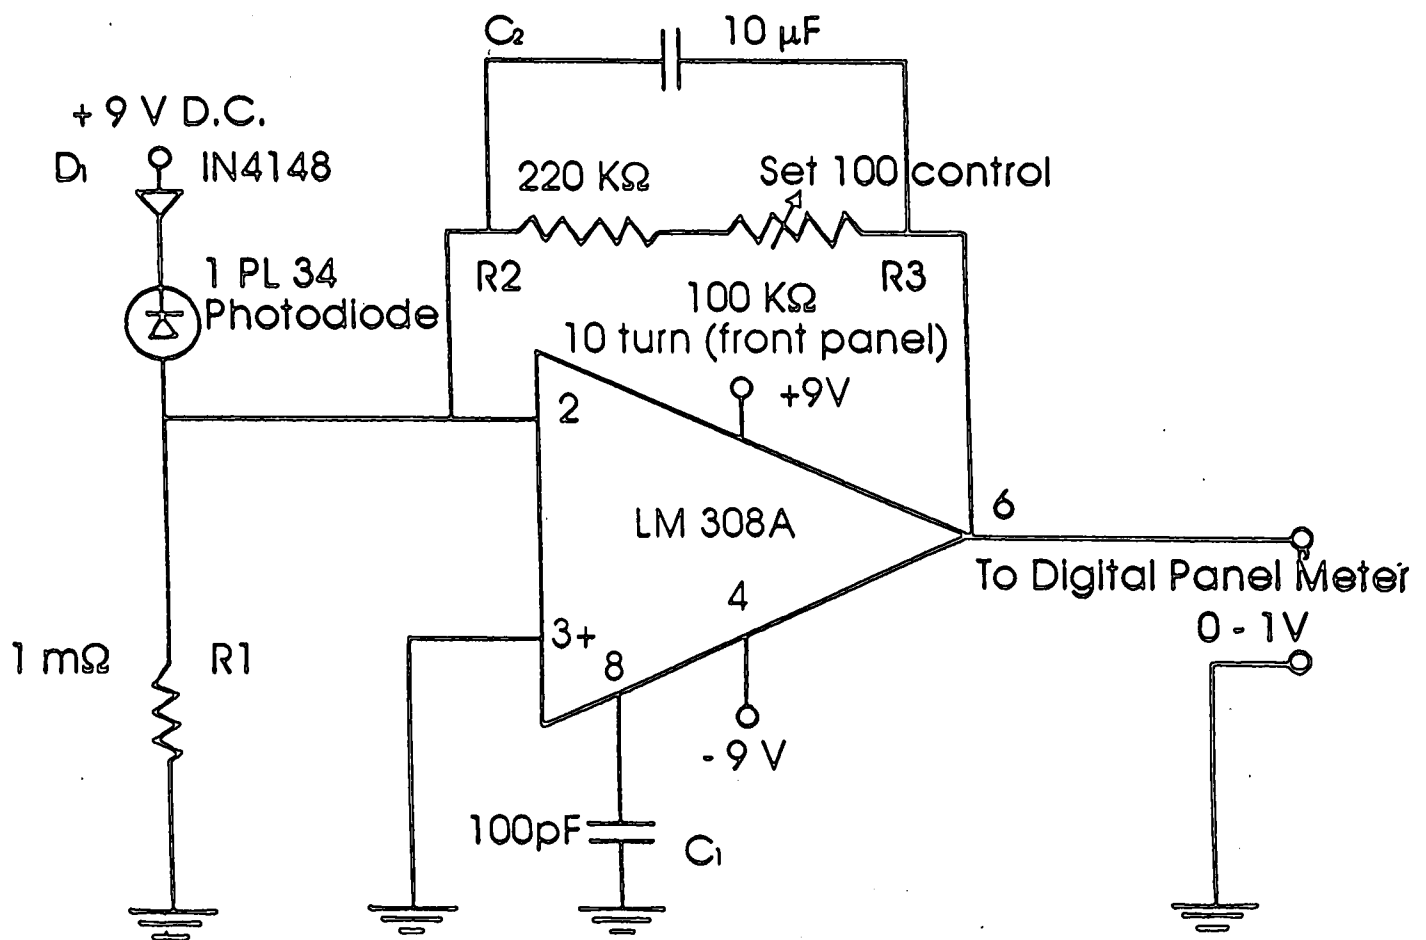 C₂ 10 µF
+ 9 V D.C.
D₁ IN4148
220 KΩ Set 100 control
1 PL 34
Photodiode
R2 R3
100 KΩ
10 turn (front panel)
+9V
2
LM 308A
6
To Digital Panel Meter
0 - 1V
4
3+
8
1 mΩ R1
- 9 V
100pF
C₁